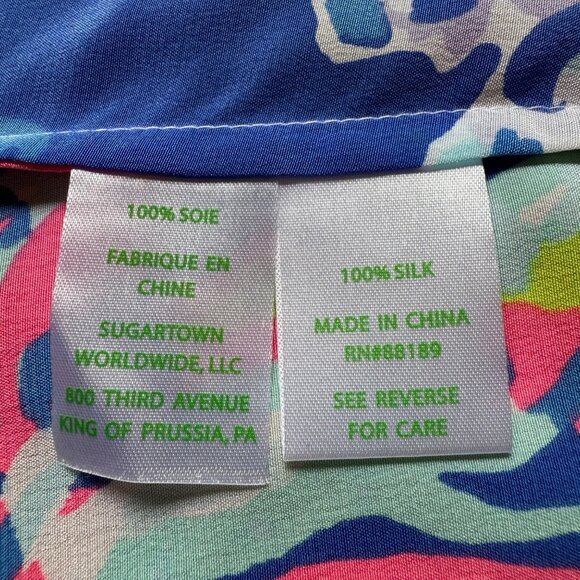 100% SOIE
FABRIQUE EN
CHINE
SUGARTOWN
WORLDWIDE, LLC
800 THIRD AVENUE
KING OF PRUSSIA, PA
100% SILK
MADE IN CHINA
RN#88189
SEE REVERSE
FOR CARE